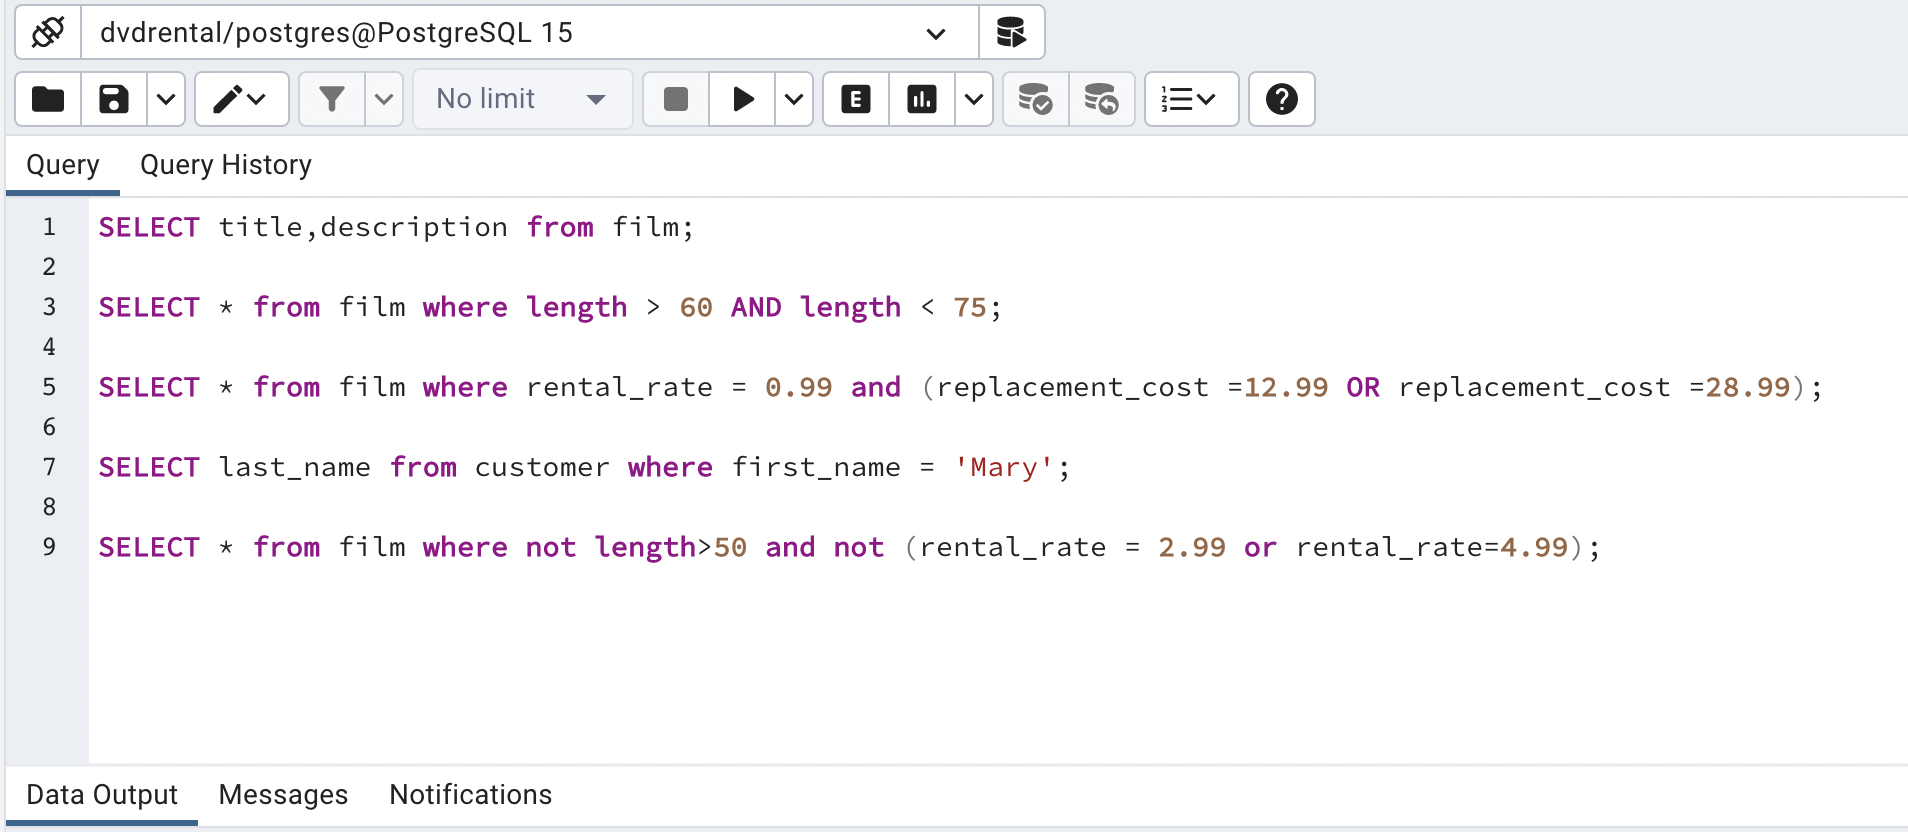 dvdrental/postgres@PostgreSQL 15
No limit
E
Query Query History
1 SELECT title,description from film;
2
3 SELECT * from film where length > 60 AND length < 75;
4
5 SELECT * from film where rental_rate = 0.99 and (replacement_cost =12.99 OR replacement_cost =28.99);
6
7 SELECT last_name from customer where first_name = 'Mary';
8
9 SELECT * from film where not length>50 and not (rental_rate = 2.99 or rental_rate=4.99);
Data Output Messages Notifications